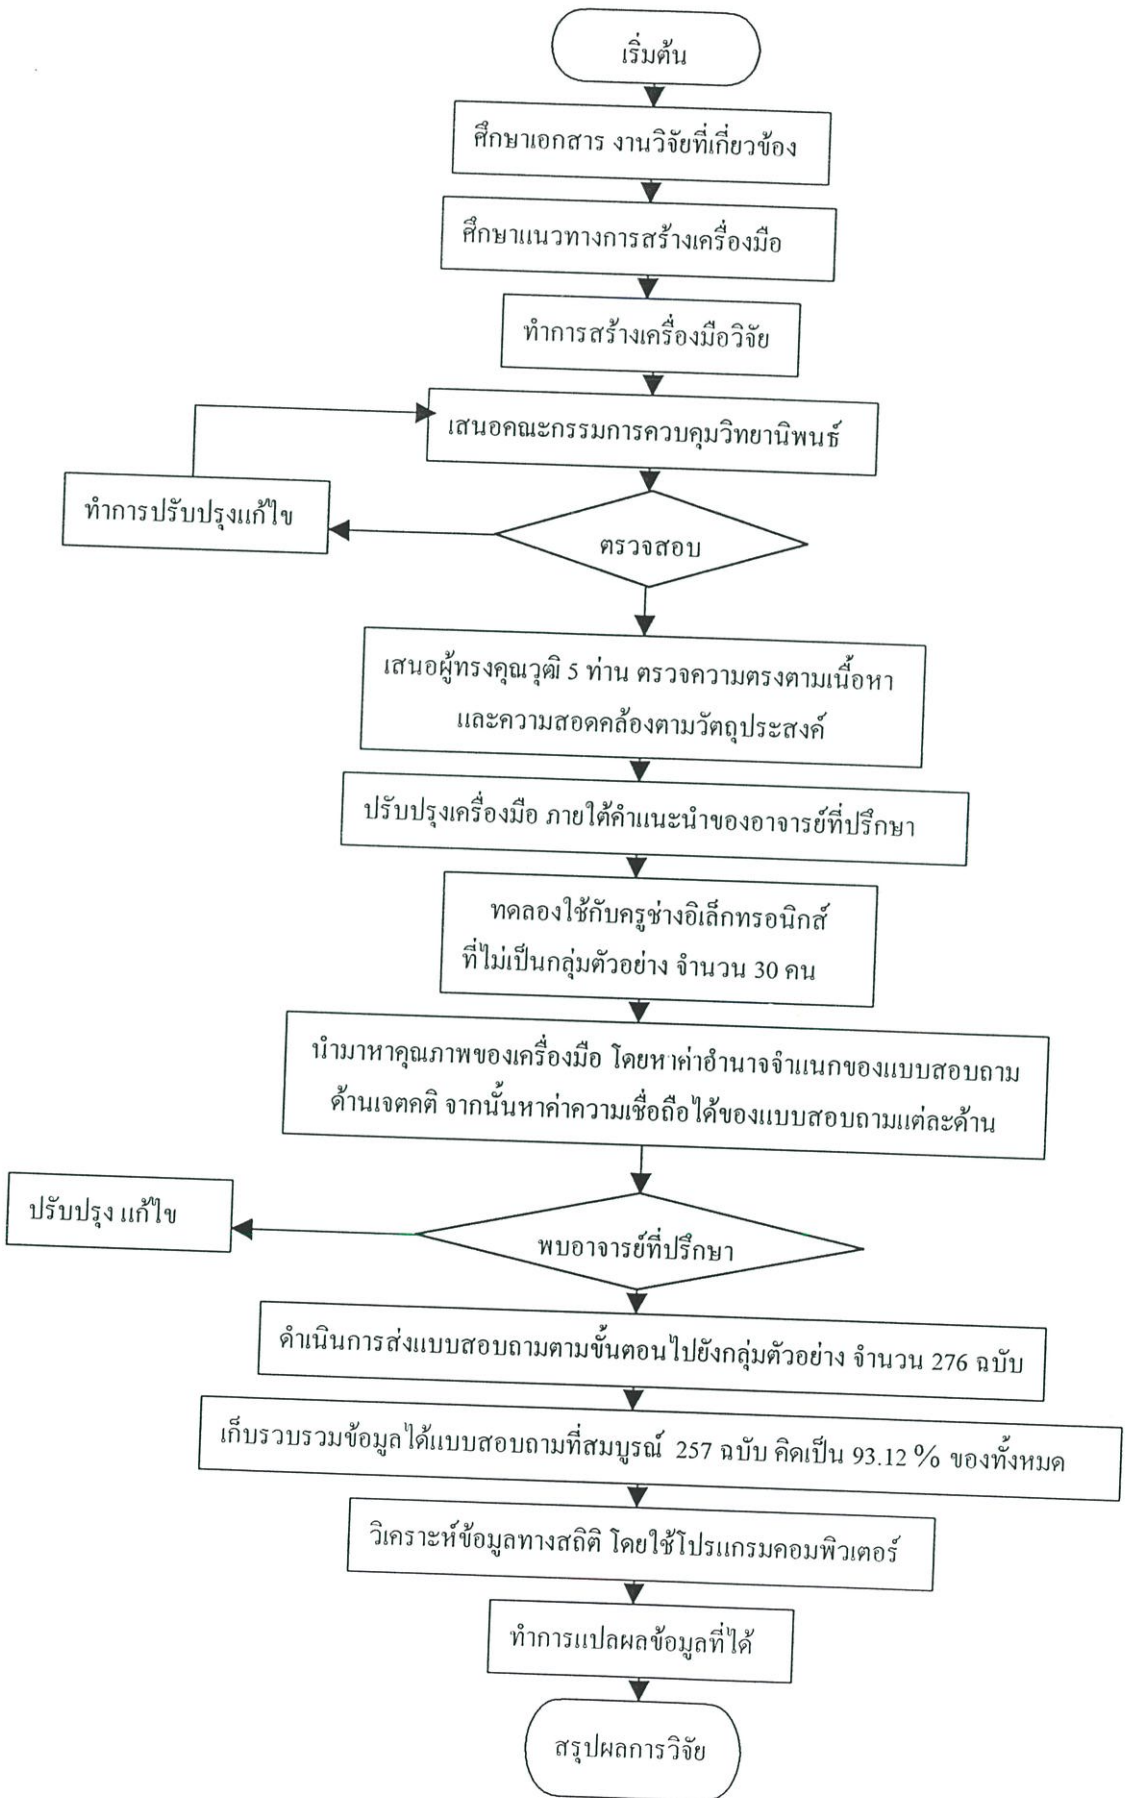 เริ่มต้น
ศึกษาเอกสาร งานวิจัยที่เกี่ยวข้อง
ศึกษาแนวทางการสร้างเครื่องมือ
ทำการสร้างเครื่องมือวิจัย
เสนอคณะกรรมการควบคุมวิทยานิพนธ์
ทำการปรับปรุงแก้ไข
ตรวจสอบ
เสนอผู้ทรงคุณวุฒิ 5 ท่าน ตรวจความตรงตามเนื้อหา
และความสอดคล้องตามวัตถุประสงค์
ปรับปรุงเครื่องมือ ภายใต้คำแนะนำของอาจารย์ที่ปรึกษา
ทดลองใช้กับครูช่างอิเล็กทรอนิกส์
ที่ไม่เป็นกลุ่มตัวอย่าง จำนวน 30 คน
นำมาหาคุณภาพของเครื่องมือ โดยหาค่าอำนาจจำแนกของแบบสอบถาม
ด้านเจตคติ จากนั้นหาค่าความเชื่อถือได้ของแบบสอบถามแต่ละด้าน
ปรับปรุง แก้ไข
พบอาจารย์ที่ปรึกษา
ดำเนินการส่งแบบสอบถามตามขั้นตอนไปยังกลุ่มตัวอย่าง จำนวน 276 ฉบับ
เก็บรวบรวมข้อมูลได้แบบสอบถามที่สมบูรณ์ 257 ฉบับ คิดเป็น 93.12 % ของทั้งหมด
วิเคราะห์ข้อมูลทางสถิติ โดยใช้โปรแกรมคอมพิวเตอร์
ทำการแปลผลข้อมูลที่ได้
สรุปผลการวิจัย